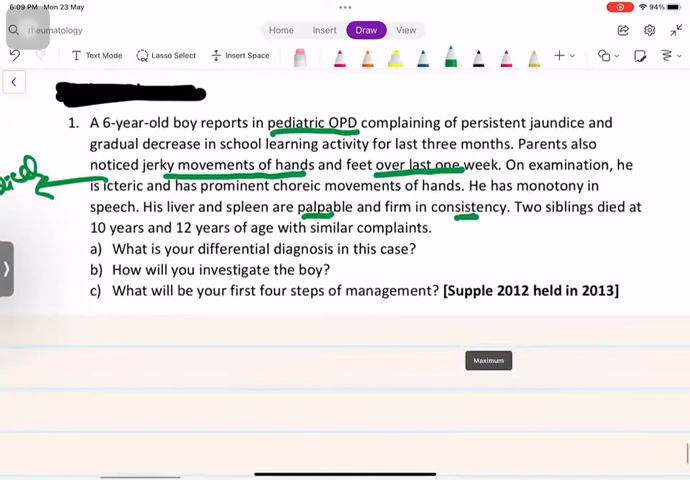 6:09 PM Mon 23 May
94%
rheumatology
Home Insert Draw View
Text Mode Lasso Select Insert Space
1. A 6-year-old boy reports in pediatric OPD complaining of persistent jaundice and
gradual decrease in school learning activity for last three months. Parents also
noticed jerky movements of hands and feet over last one week. On examination, he
is icteric and has prominent choreic movements of hands. He has monotony in
speech. His liver and spleen are palpable and firm in consistency. Two siblings died at
10 years and 12 years of age with similar complaints.
a) What is your differential diagnosis in this case?
b) How will you investigate the boy?
c) What will be your first four steps of management? [Supple 2012 held in 2013]
Maximum